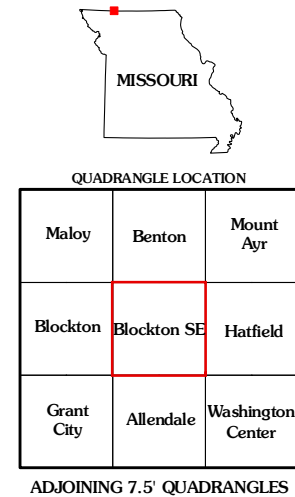 MISSOURI
QUADRANGLE LOCATION
Maloy
Benton
Mount
Ayr
Blockton
Blockton SE
Hatfield
Grant
City
Allendale
Washington
Center
ADJOINING 7.5' QUADRANGLES